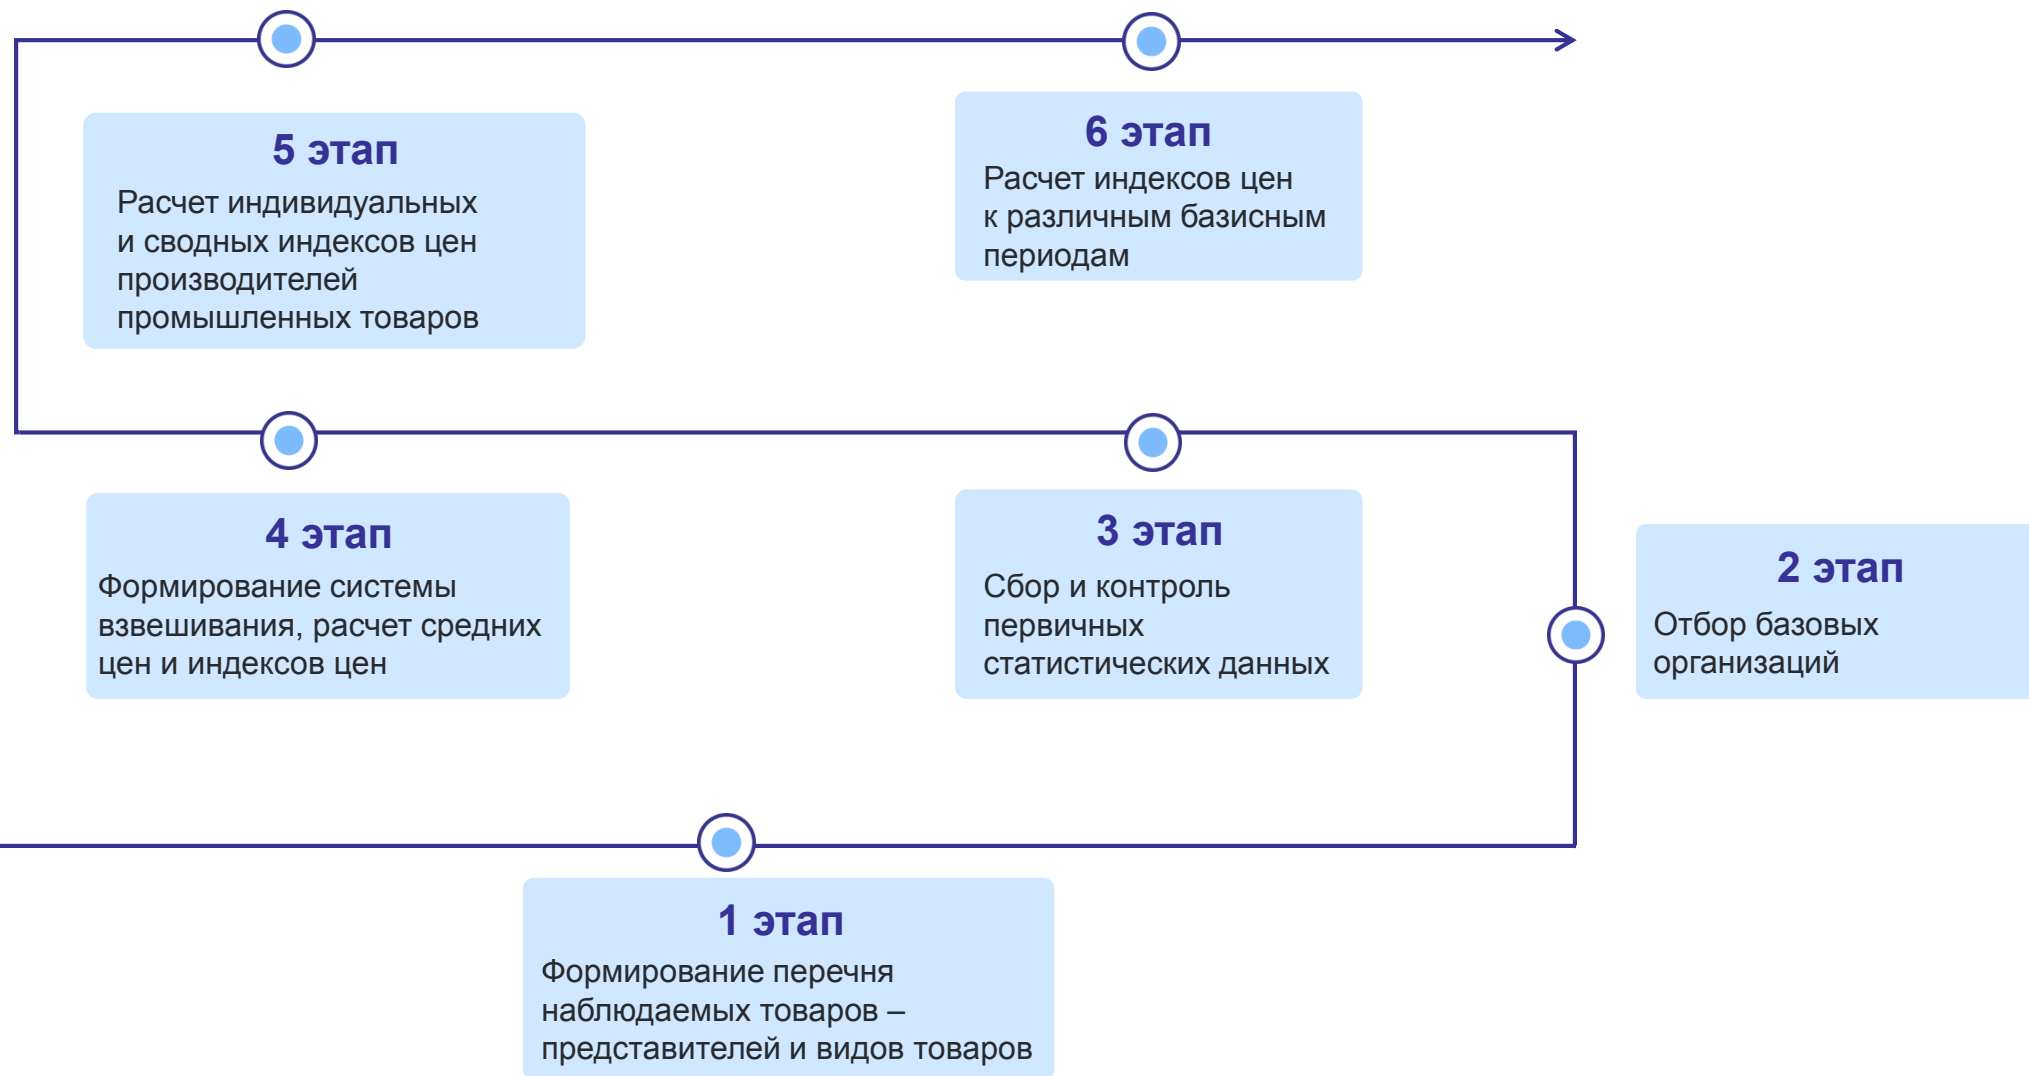 5 этап
Расчет индивидуальных
и сводных индексов цен
производителей
промышленных товаров
6 этап
Расчет индексов цен
к различным базисным
периодам
4 этап
Формирование системы
взвешивания, расчет средних
цен и индексов цен
3 этап
Сбор и контроль
первичных
статистических данных
2 этап
Отбор базовых
организаций
1 этап
Формирование перечня
наблюдаемых товаров –
представителей и видов товаров